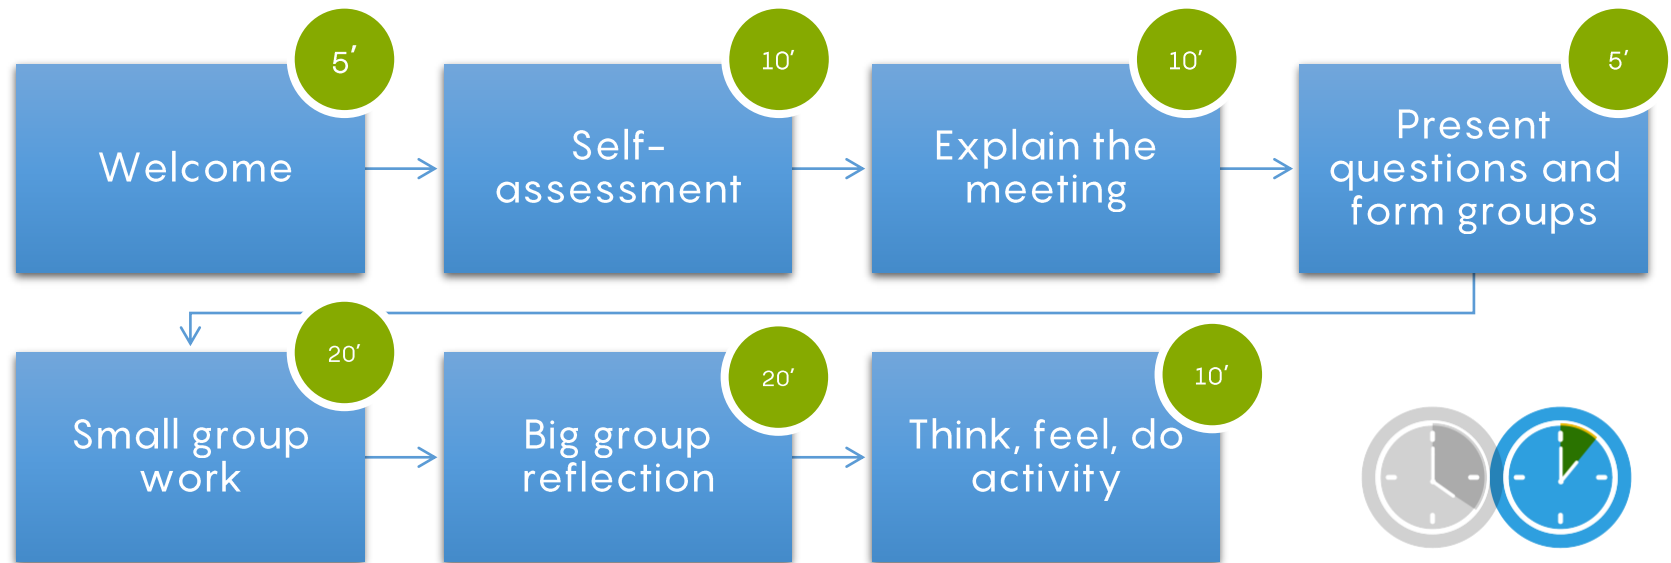 5′
Welcome
10′
Self-
assessment
10′
Explain the
meeting
5′
Present
questions and
form groups
20′
Small group
work
20′
Big group
reflection
10′
Think, feel, do
activity